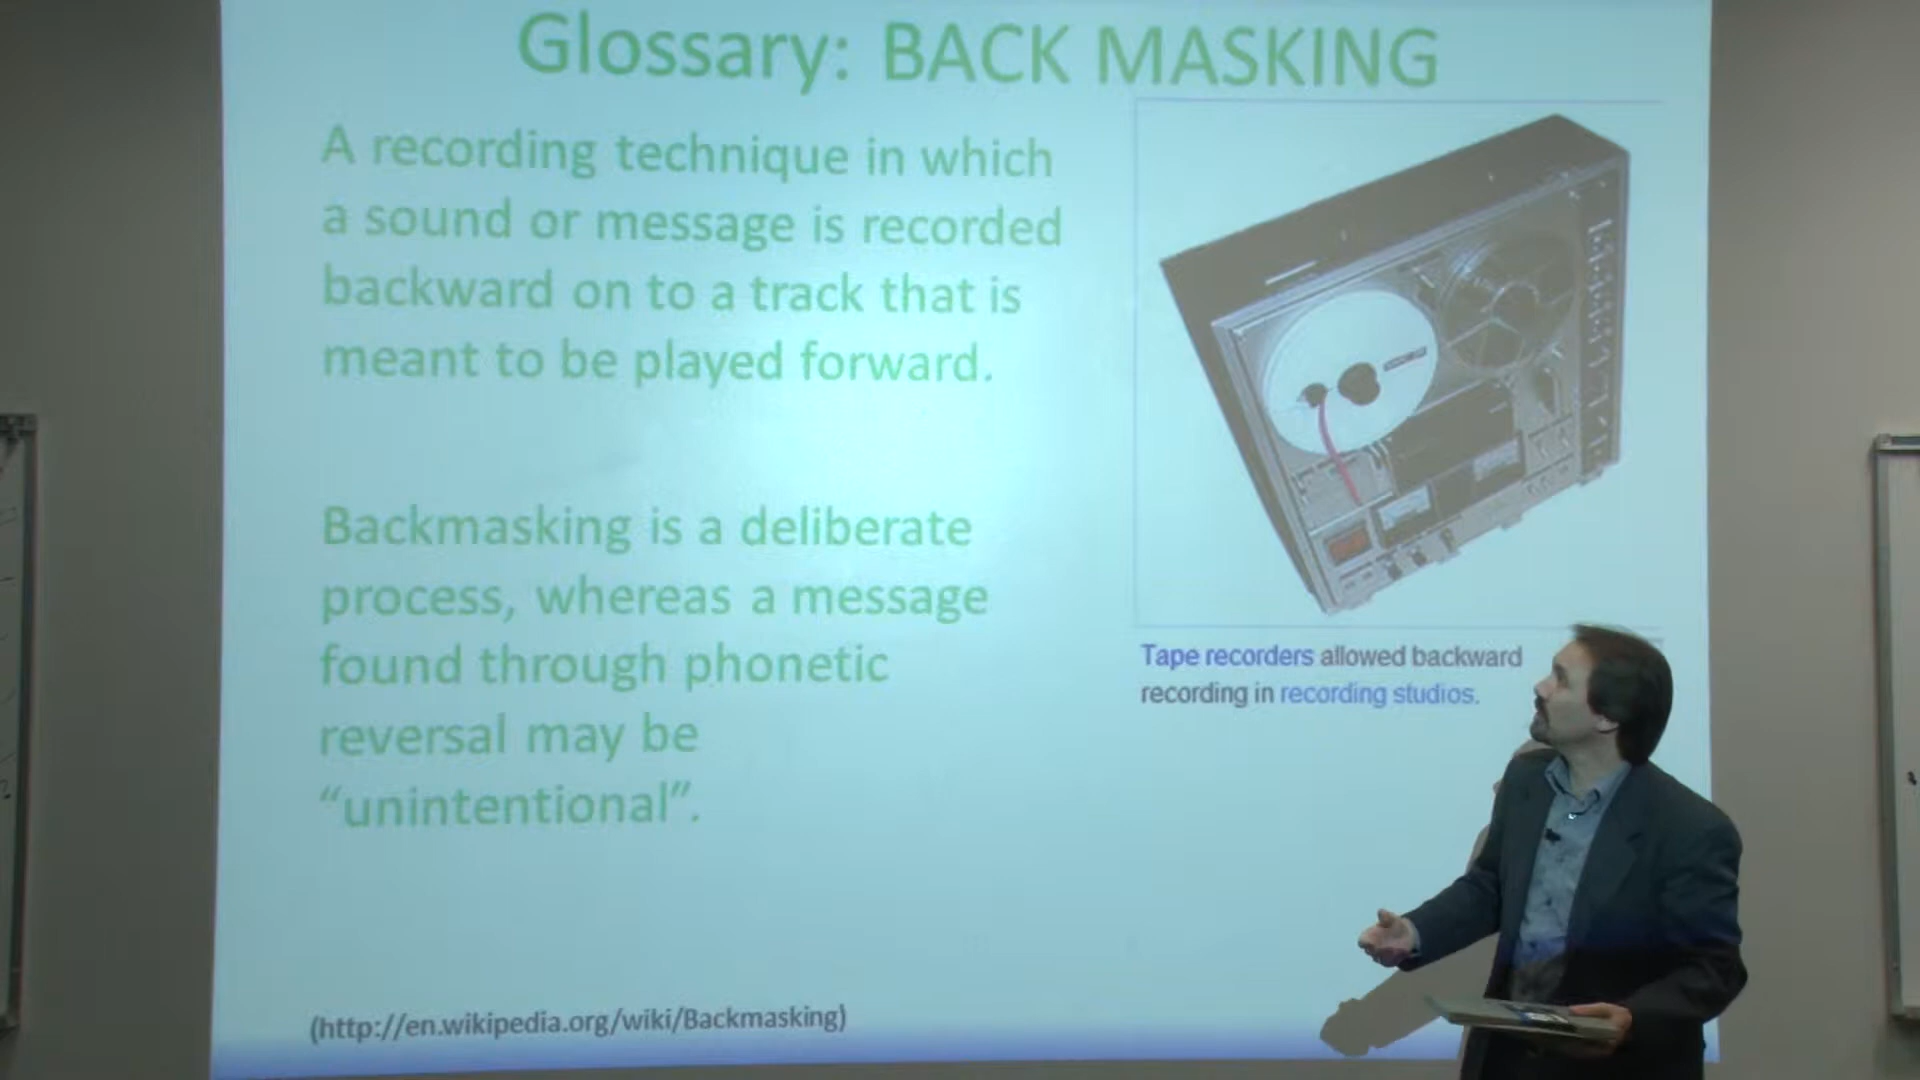 Glossary: BACK MASKING
A recording technique in which
a sound or message is recorded
backward on to a track that is
meant to be played forward.
Backmasking is a deliberate
process, whereas a message
found through phonetic
reversal may be
“unintentional”.
Tape recorders allowed backward
recording in recording studios.
(http://en.wikipedia.org/wiki/Backmasking)